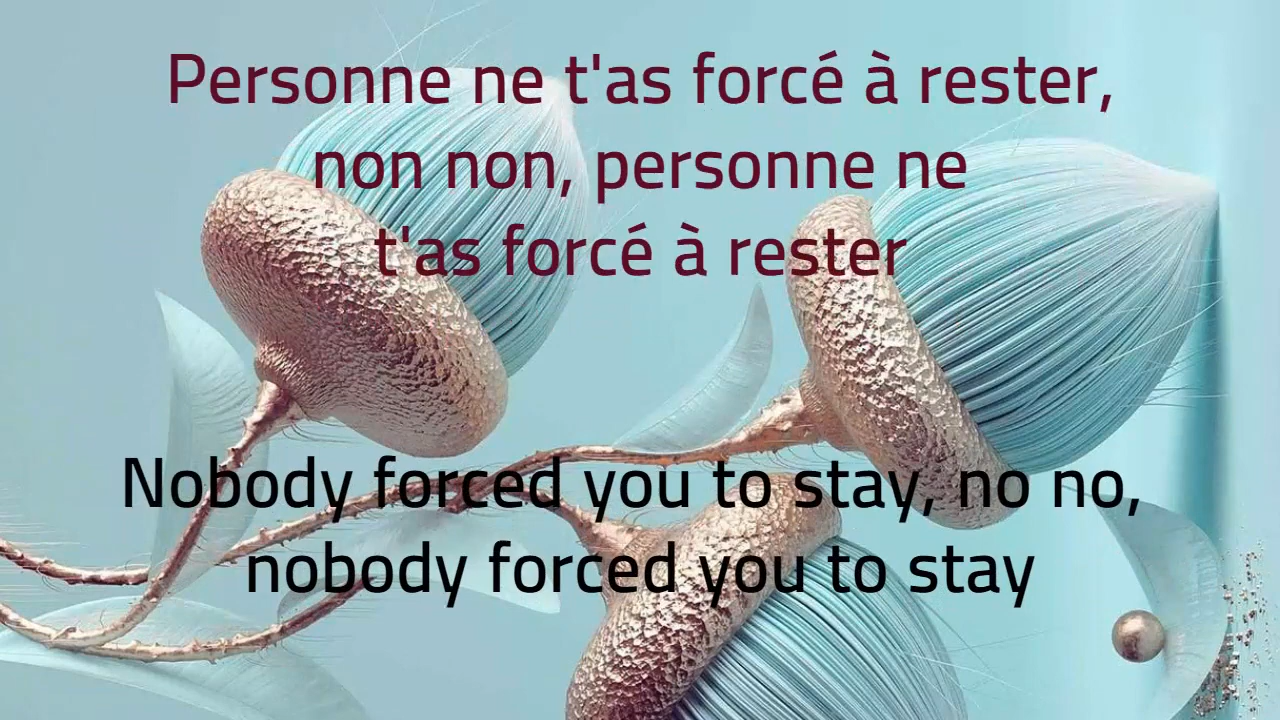 Personne ne t'as forcé à rester,
non non, personne ne
t'as forcé à rester
Nobody forced you to stay, no no,
nobody forced you to stay